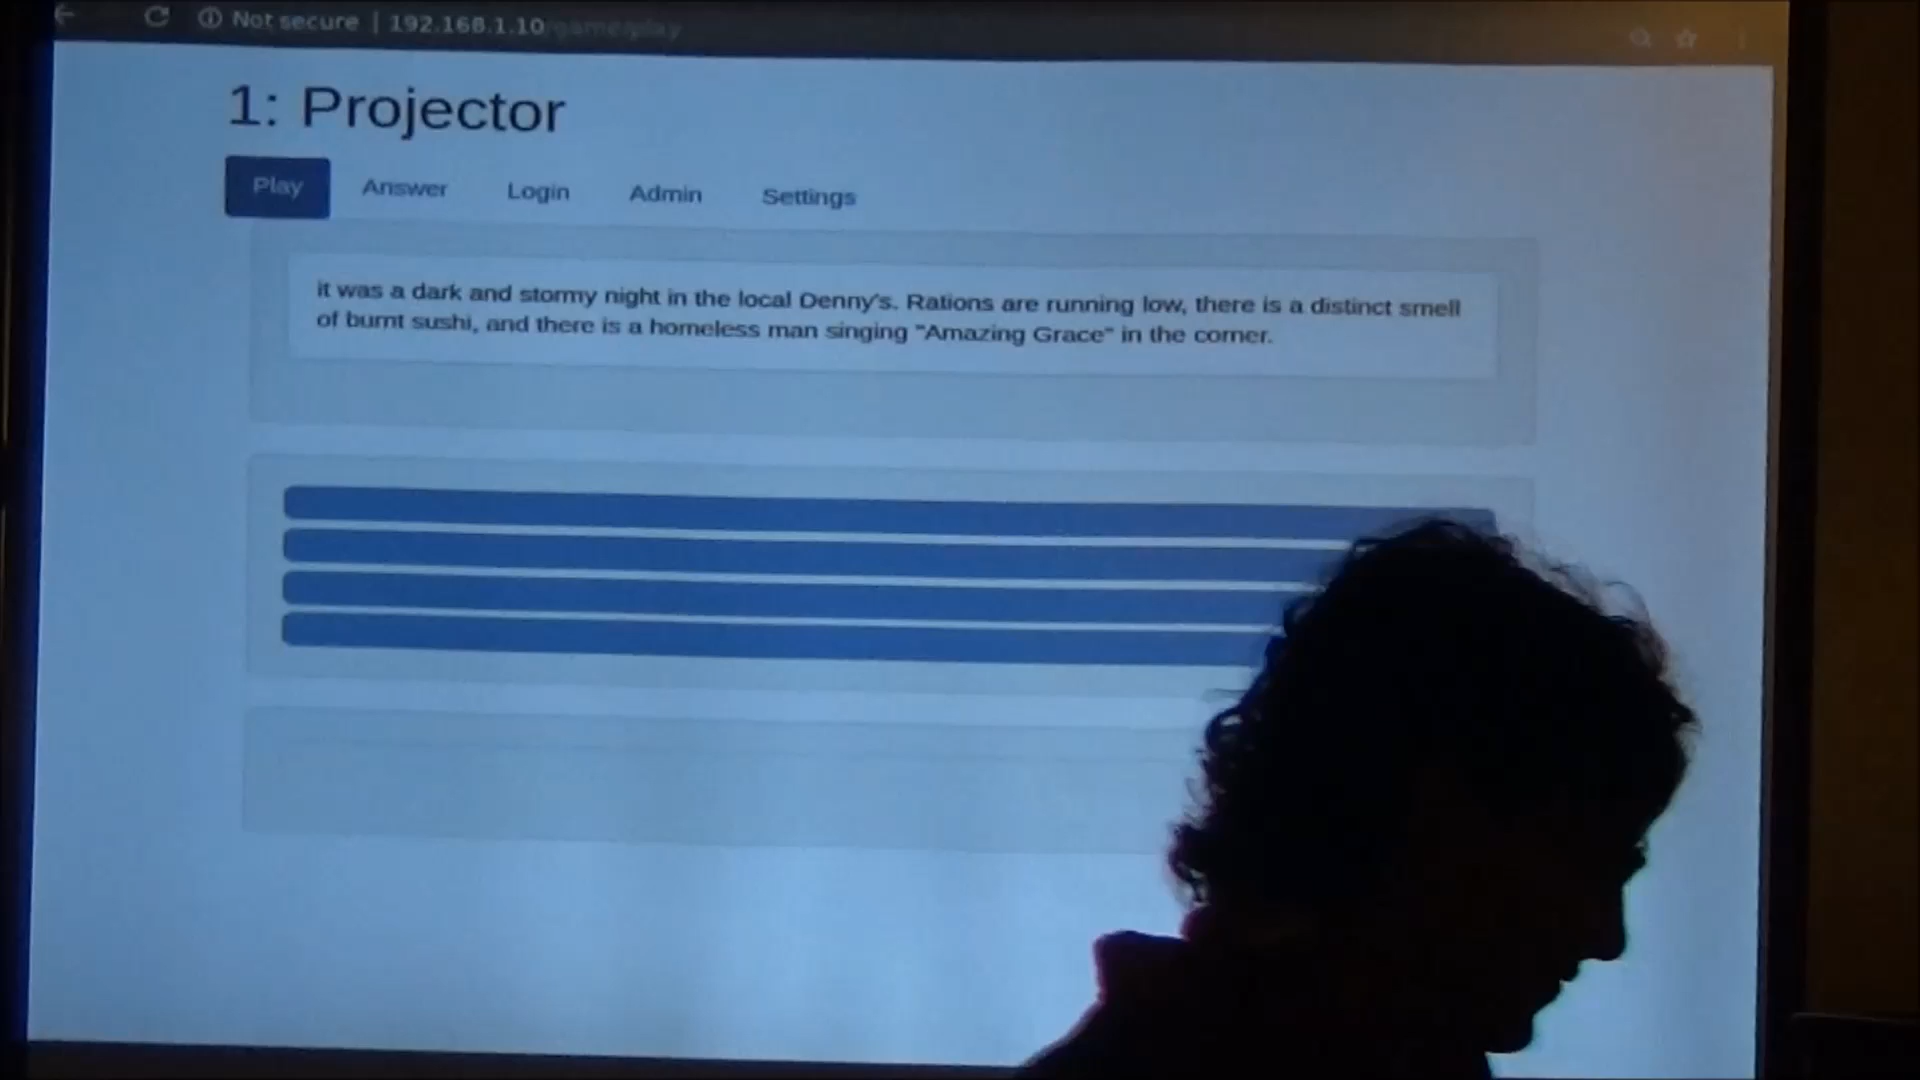 Not secure | 192.168.1.10/game/play
1: Projector
Play Answer Login Admin Settings
it was a dark and stormy night in the local Denny's. Rations are running low, there is a distinct smell
of burnt sushi, and there is a homeless man singing "Amazing Grace" in the corner.